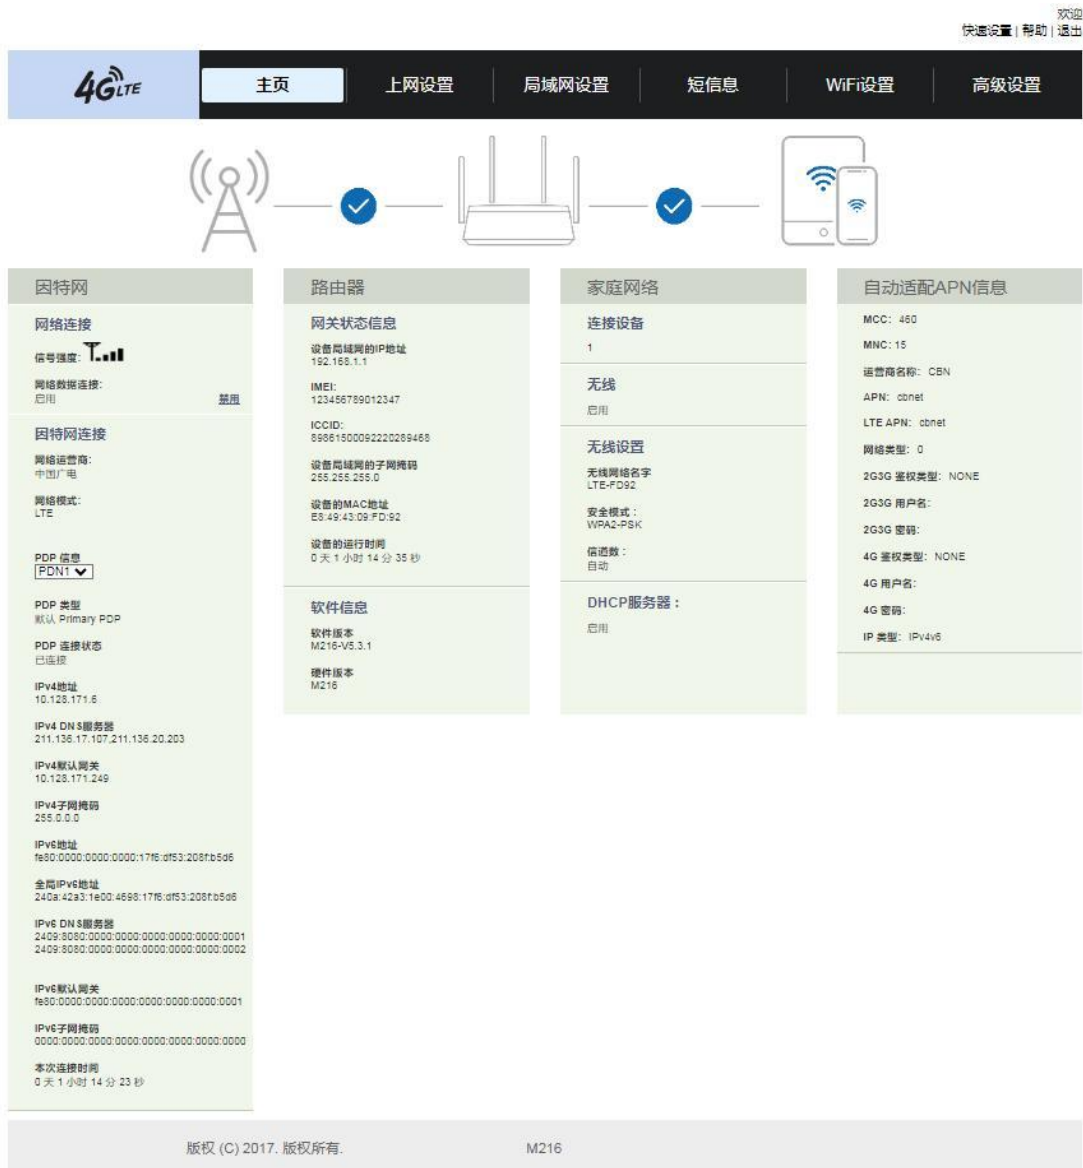 欢迎
快速设置 | 帮助 | 退出
4G LTE
主页
上网设置
局域网设置
短信息
WiFi设置
高级设置
因特网
网络连接
信号强度:
网络数据连接:
启用 禁用
因特网连接
网络运营商:
中国广电
网络模式:
LTE
PDP 信息
PDN1
PDP 类型
默认 Primary PDP
PDP 连接状态
已连接
IPv4地址
10.128.171.6
IPv4 DNS服务器
211.136.17.107,211.136.20.203
IPv4默认网关
10.128.171.249
IPv4子网掩码
255.0.0.0
IPv6地址
fe80:0000:0000:0000:17f6:df53:208f:b5d6
全局IPv6地址
240a:42a3:1e00:4698:17f6:df53:208f:b5d6
IPv6 DNS服务器
2409:8080:0000:0000:0000:0000:0000:0001
2409:8080:0000:0000:0000:0000:0000:0002
IPv6默认网关
fe80:0000:0000:0000:0000:0000:0000:0001
IPv6子网掩码
0000:0000:0000:0000:0000:0000:0000:0000
本次连接时间
0 天 1 小时 14 分 23 秒
路由器
网关状态信息
设备局域网的IP地址
192.168.1.1
IMEI:
123456789012347
ICCID:
89861500092220289468
设备局域网的子网掩码
255.255.255.0
设备的MAC地址
E8:49:43:09:FD:92
设备的运行时间
0 天 1 小时 14 分 35 秒
软件信息
软件版本
M216-V5.3.1
硬件版本
M216
家庭网络
连接设备
1
无线
启用
无线设置
无线网络名字
LTE-FD92
安全模式 :
WPA2-PSK
信道数 :
自动
DHCP服务器 :
启用
自动适配APN信息
MCC: 460
MNC: 15
运营商名称: CBN
APN: cbnet
LTE APN: cbnet
网络类型: 0
2G3G 鉴权类型: NONE
2G3G 用户名:
2G3G 密码:
4G 鉴权类型: NONE
4G 用户名:
4G 密码:
IP 类型: IPv4v6
版权 (C) 2017. 版权所有.
M216